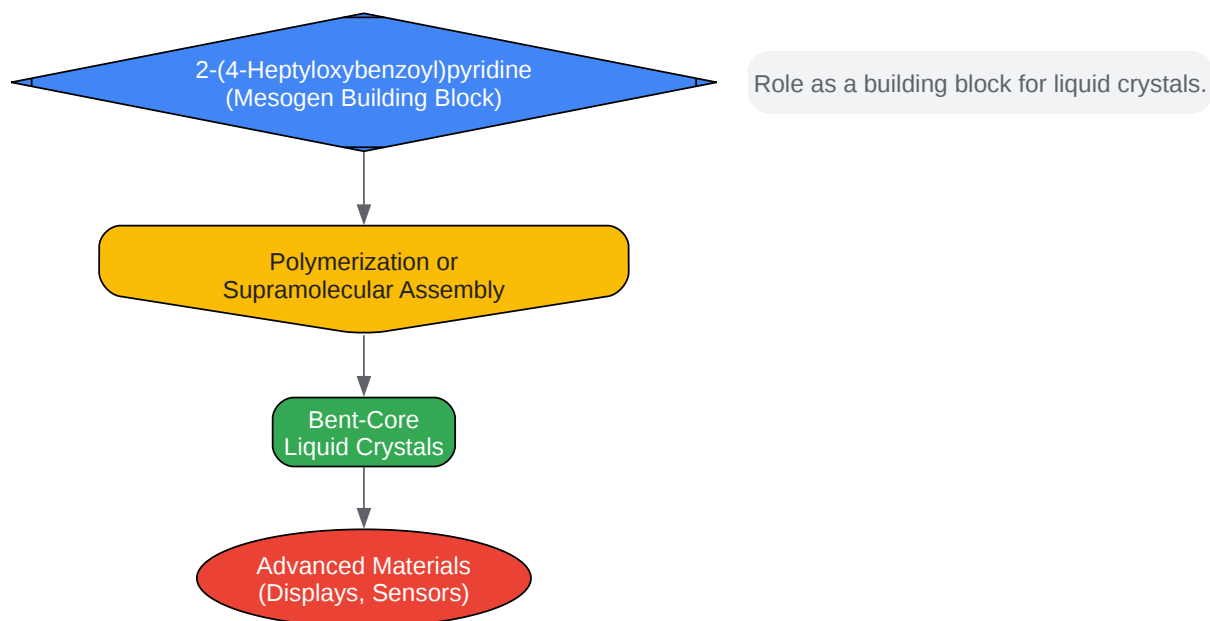 2-(4-Heptyloxybenzoyl)pyridine
(Mesogen Building Block)
Role as a building block for liquid crystals.
Polymerization or
Supramolecular Assembly
Bent-Core
Liquid Crystals
Advanced Materials
(Displays, Sensors)